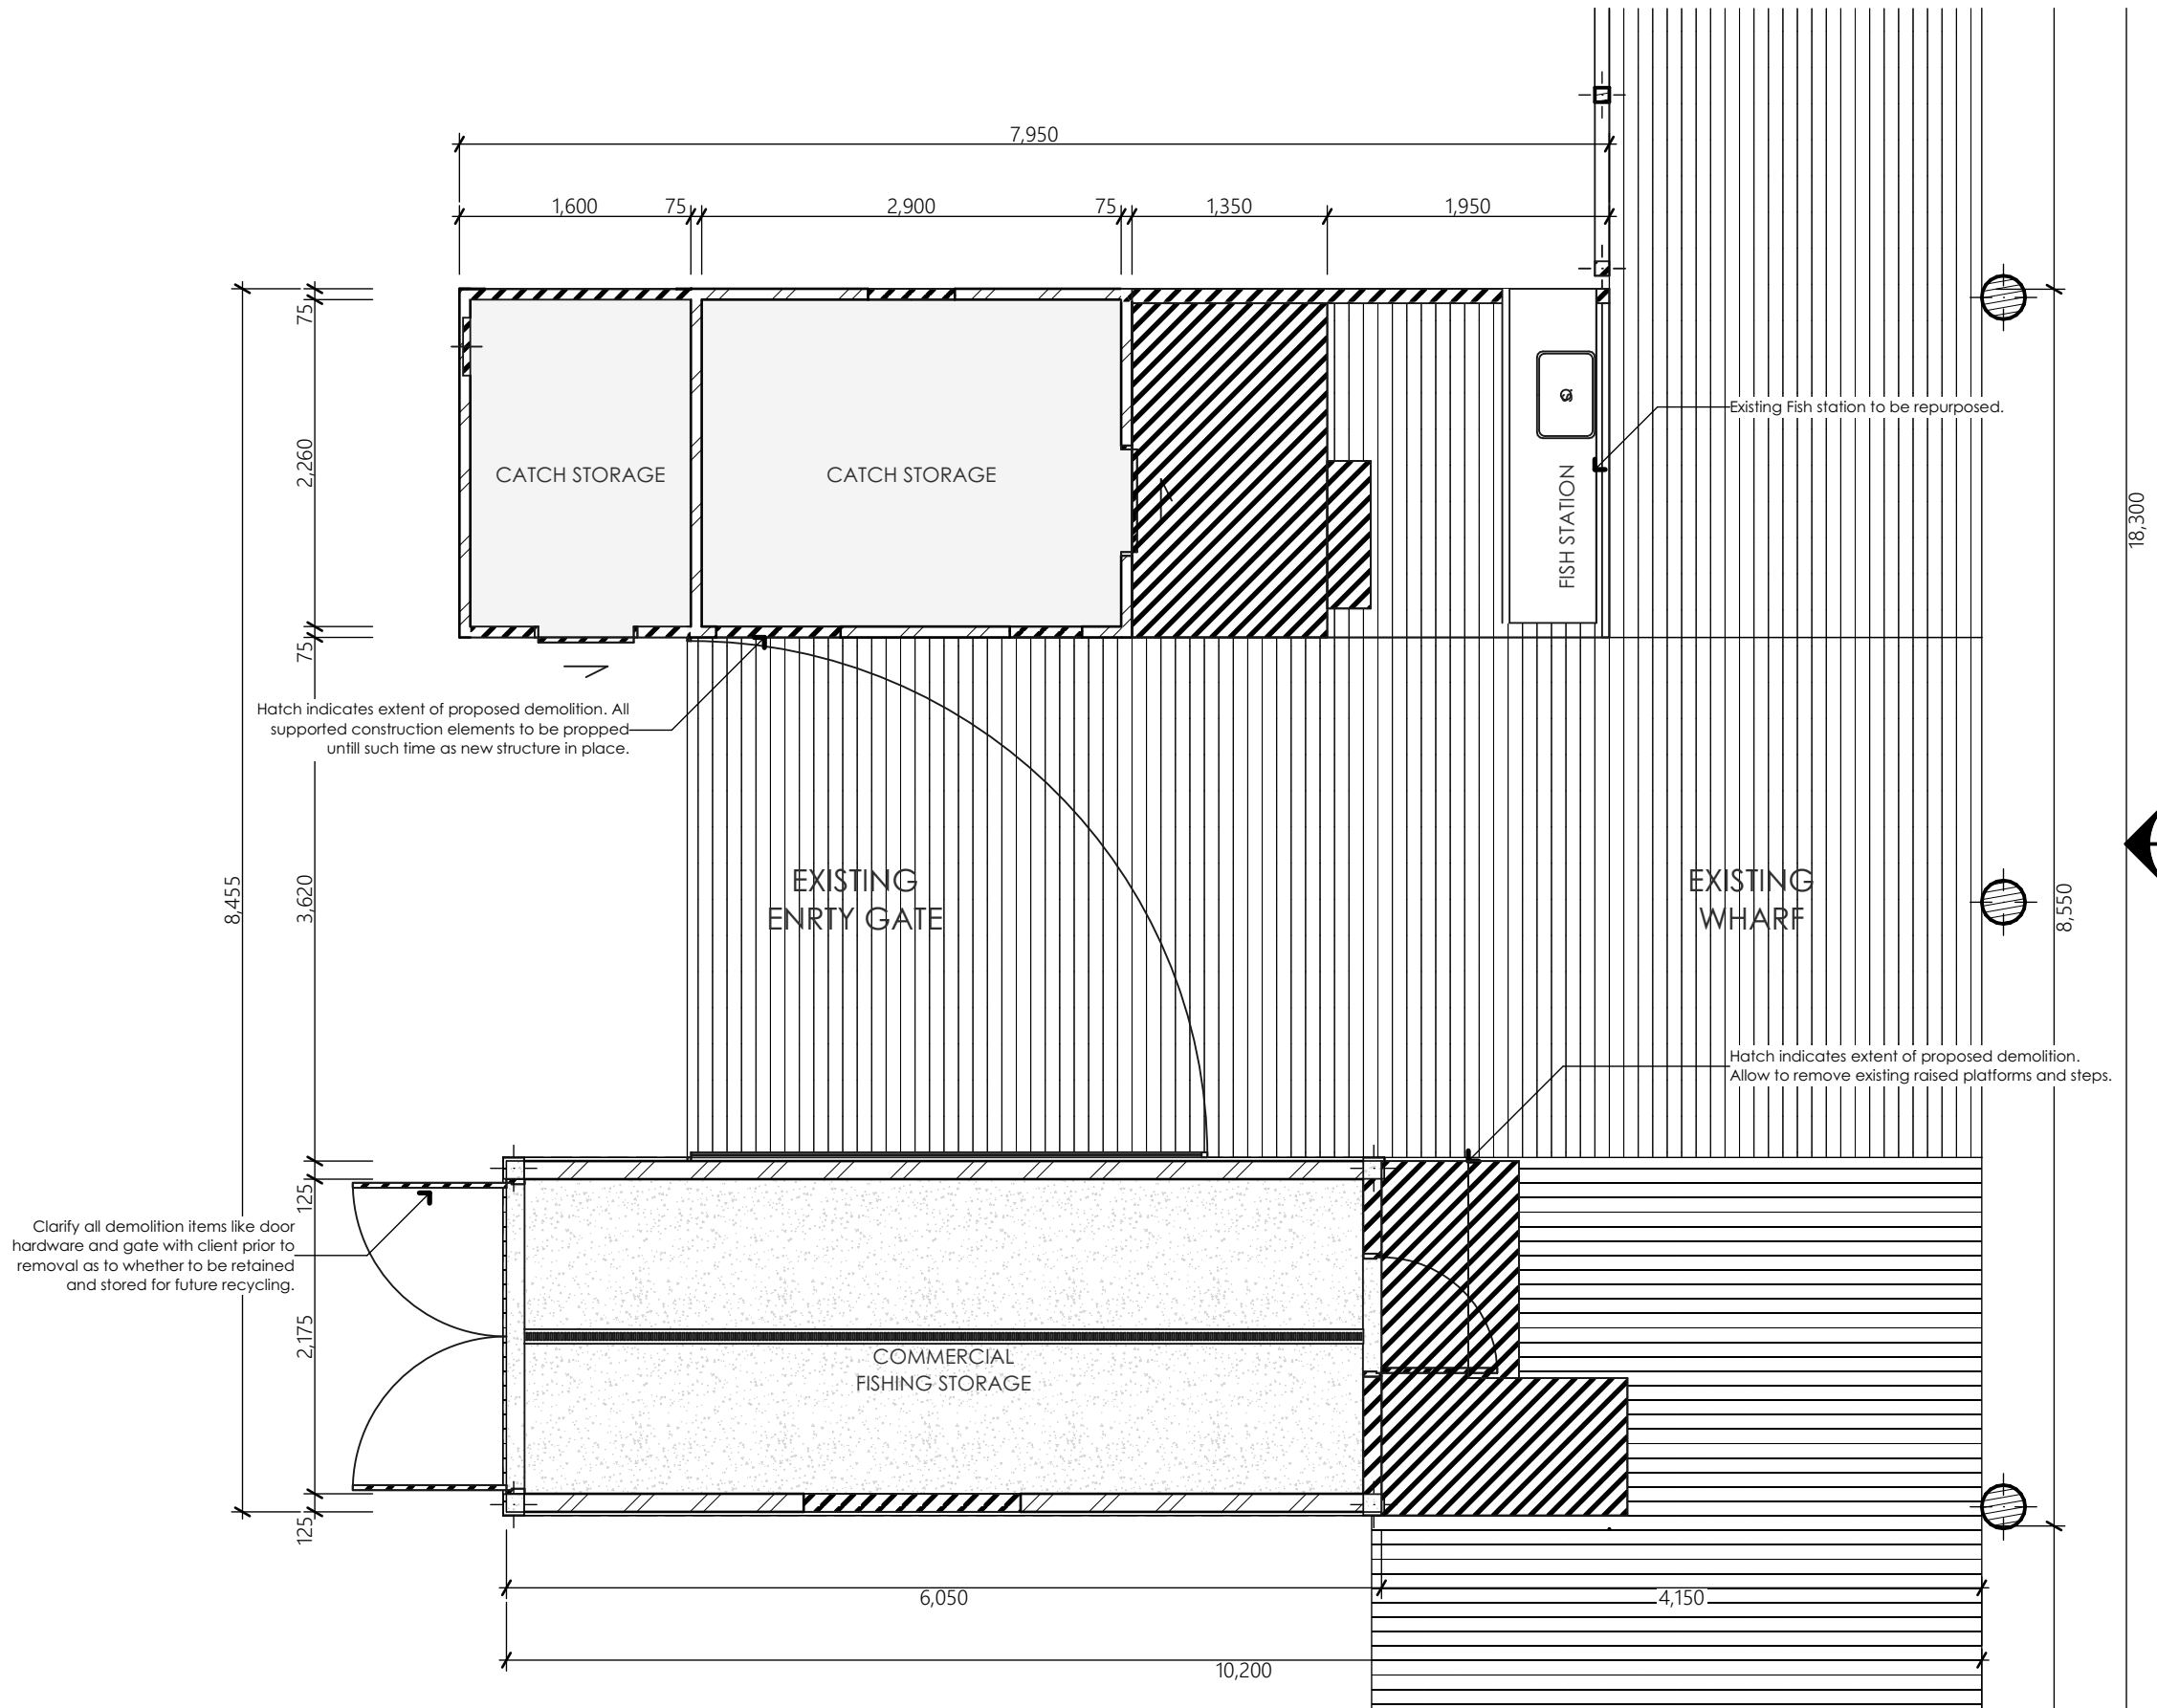 7,950
1,600
75
2,900
75
1,350
1,950
75
2,260
75
3,620
8,455
125
2,175
125
18,300
8,550
CATCH STORAGE
CATCH STORAGE
FISH STATION
Existing Fish station to be repurposed.
Hatch indicates extent of proposed demolition. All
supported construction elements to be propped
untill such time as new structure in place.
EXISTING
ENRTY GATE
EXISTING
WHARF
Hatch indicates extent of proposed demolition.
Allow to remove existing raised platforms and steps.
Clarify all demolition items like door
hardware and gate with client prior to
removal as to whether to be retained
and stored for future recycling.
COMMERCIAL
FISHING STORAGE
6,050
4,150
10,200